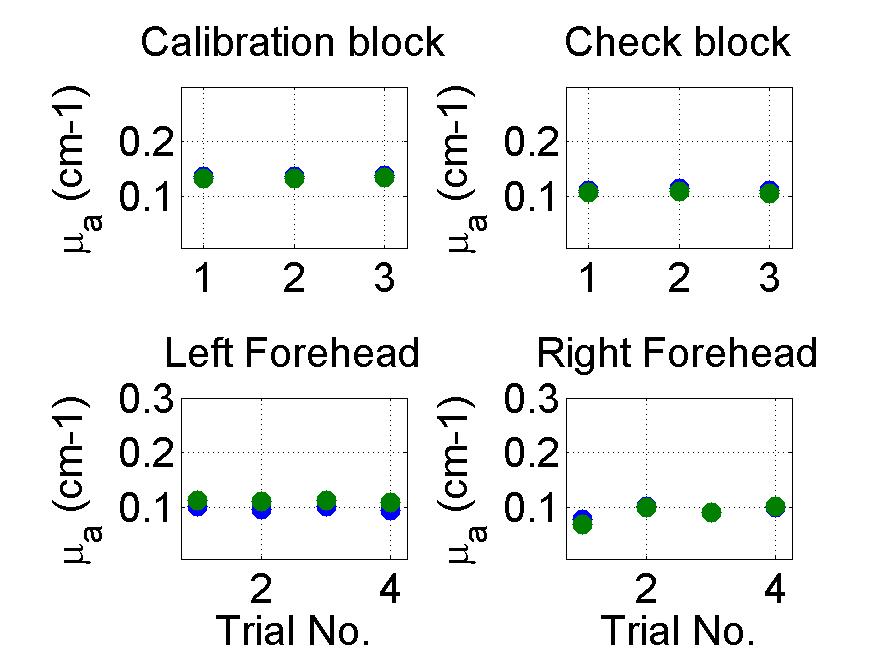 Calibration block
Check block
μa (cm-1)
0.2
0.1
1 2 3
μa (cm-1)
0.2
0.1
1 2 3
Left Forehead
Right Forehead
μa (cm-1)
0.3
0.2
0.1
2 4
Trial No.
μa (cm-1)
0.3
0.2
0.1
2 4
Trial No.